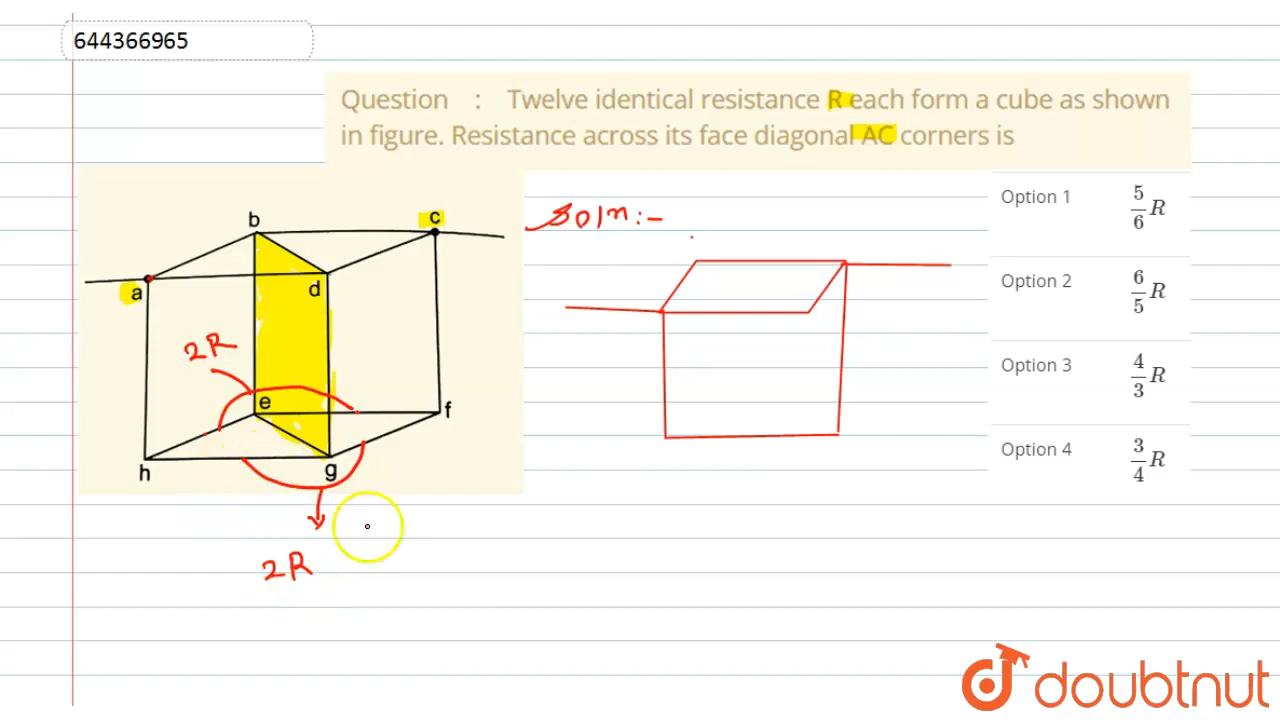 644366965
Question : Twelve identical resistance R each form a cube as shown
in figure. Resistance across its face diagonal AC corners is
Soln:-
b
c
a
d
2R
e
f
h
g
2R
Option 1 5/6 R
Option 2 6/5 R
Option 3 4/3 R
Option 4 3/4 R
doubtnut